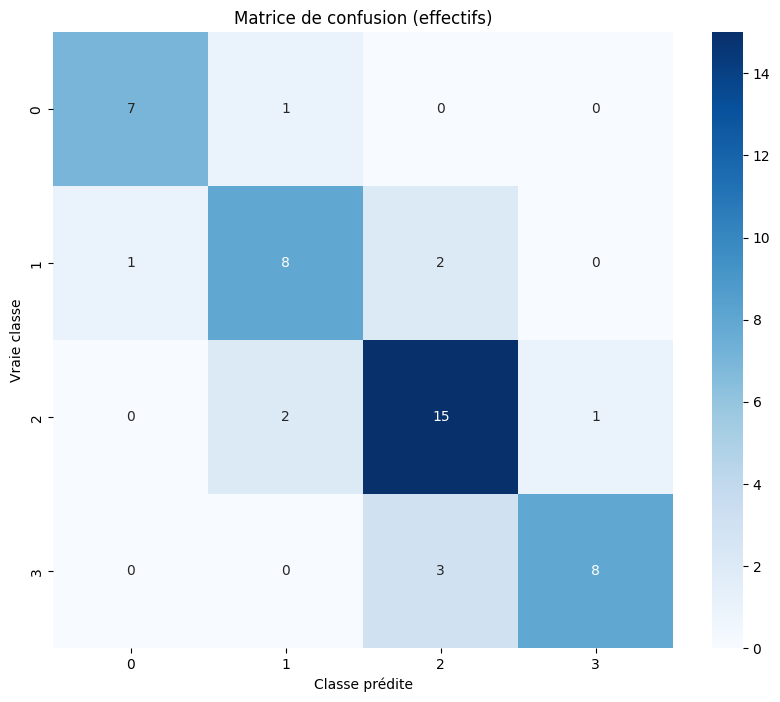 Matrice de confusion (effectifs)
0 7 1 0 0
1 1 8 2 0
2 0 2 15 1
3 0 0 3 8
0 1 2 3
Classe prédite
Vraie classe
14
12
10
8
6
4
2
0